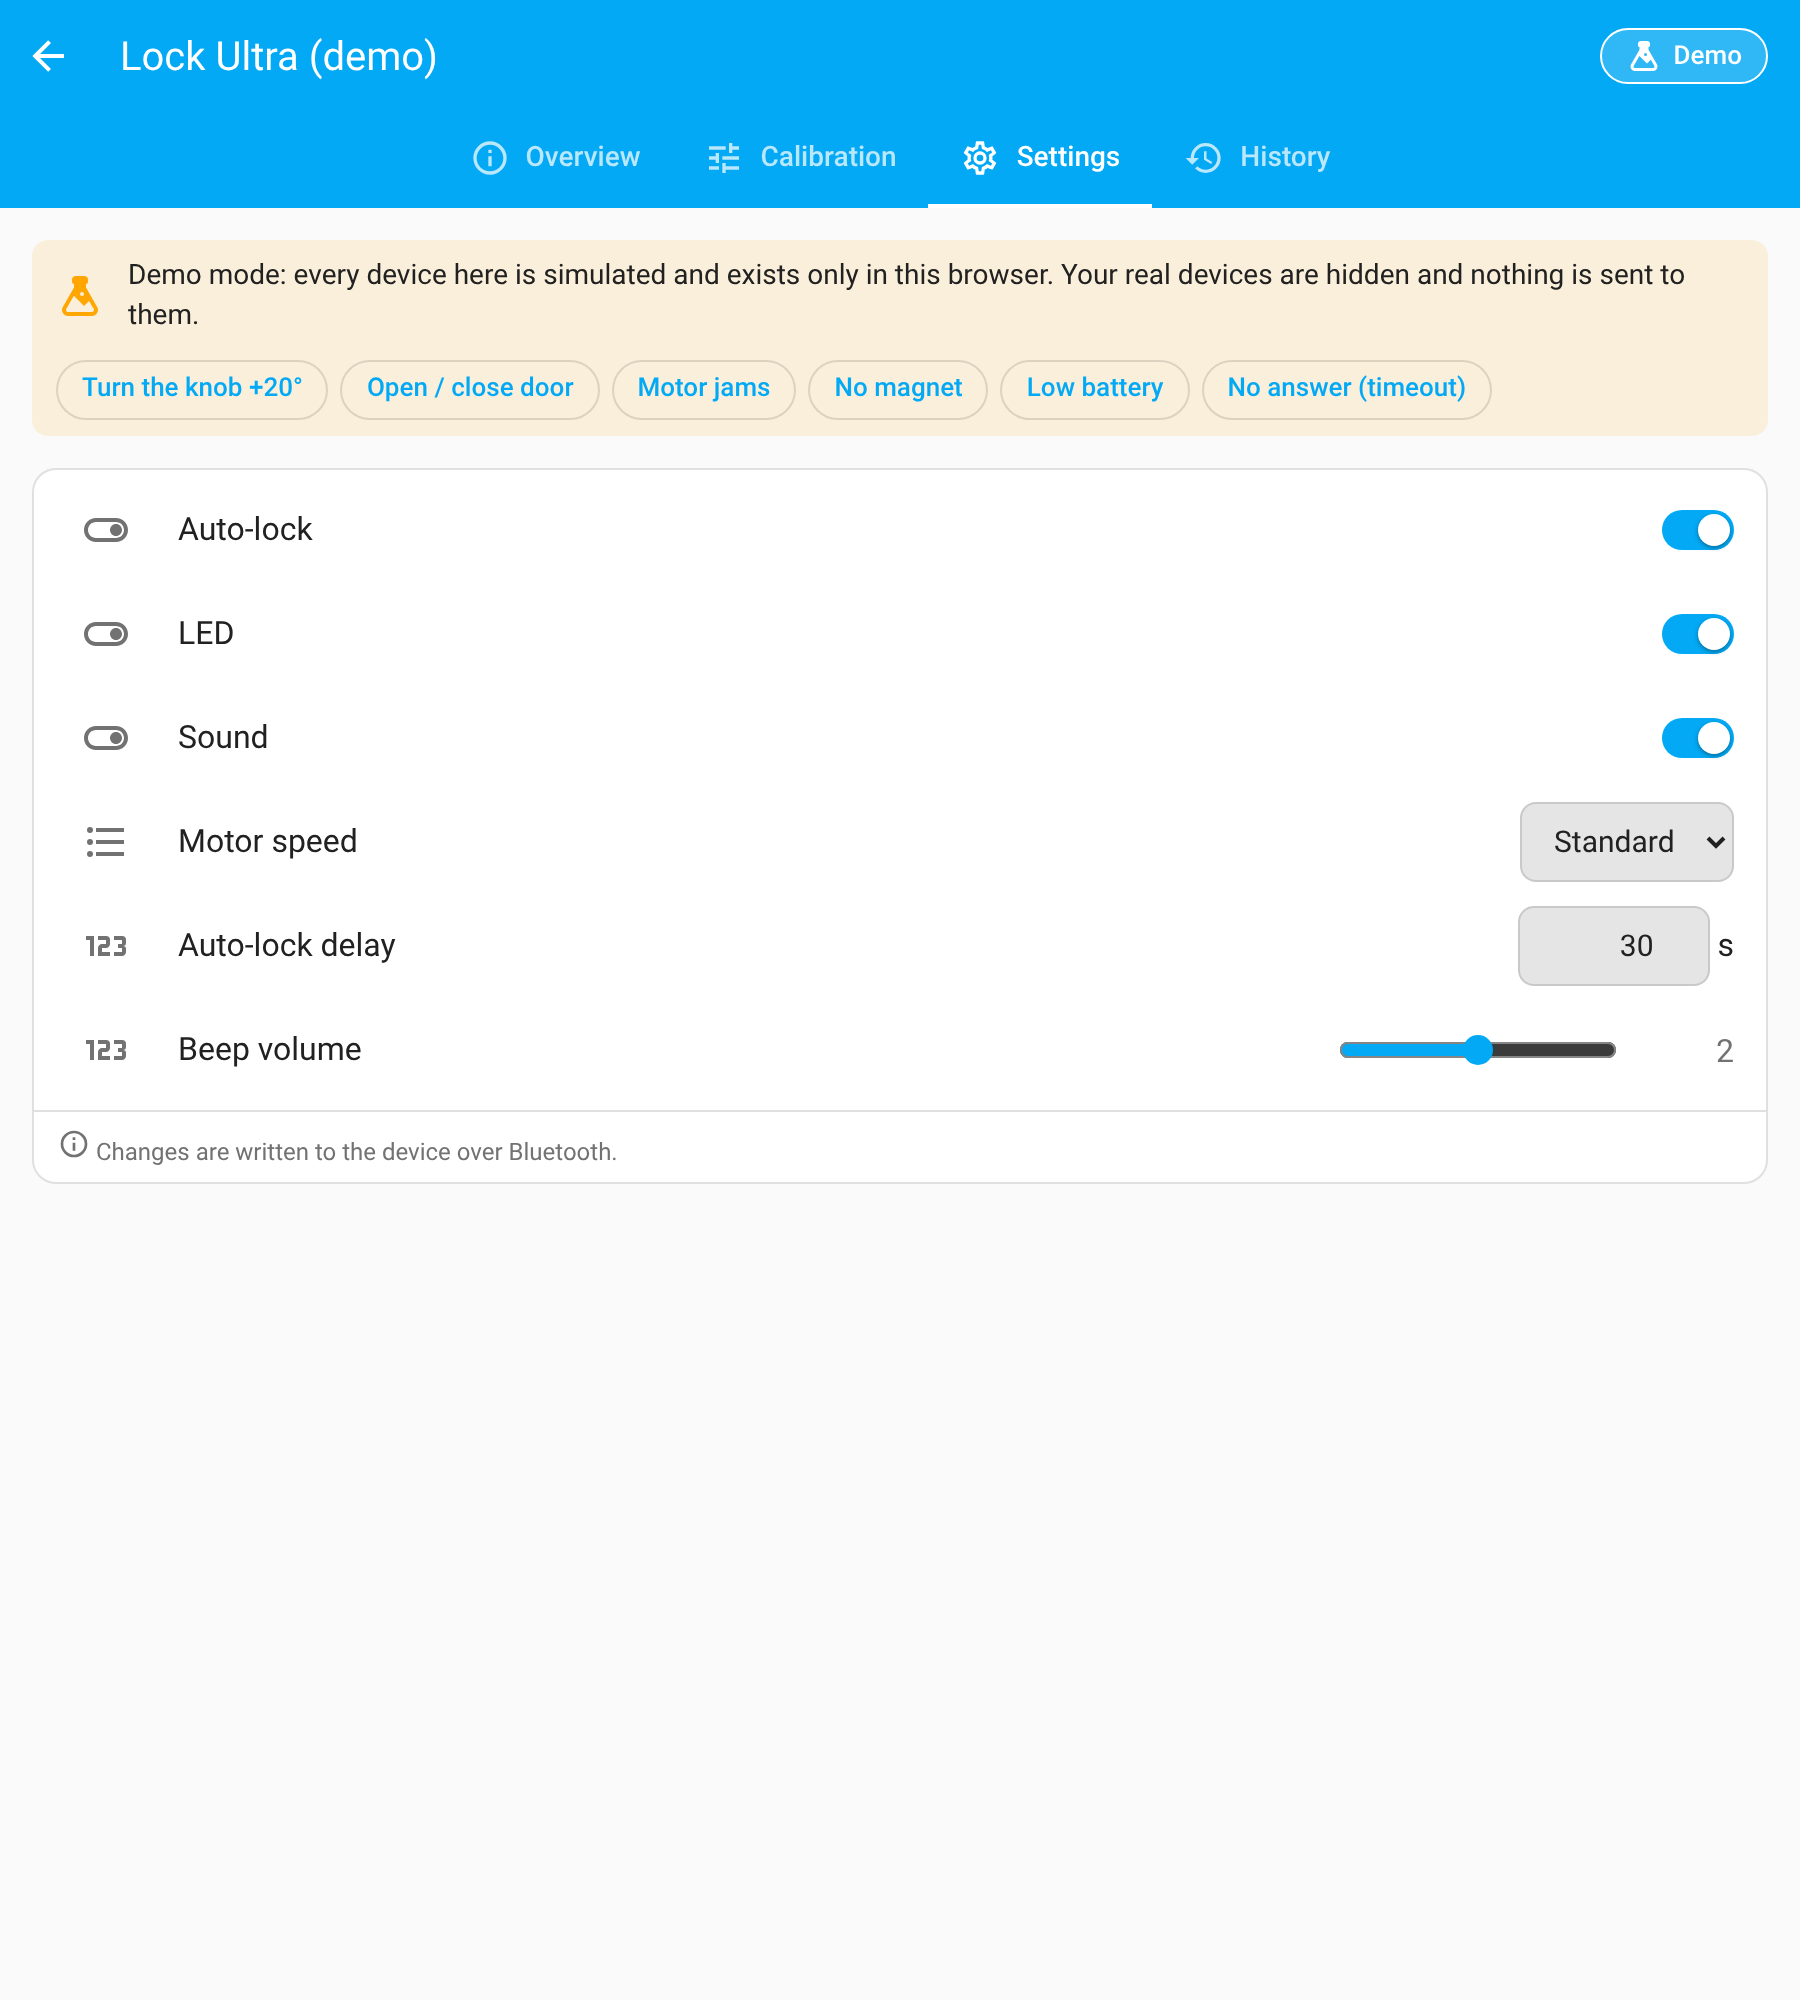 Lock Ultra (demo)
Demo
Overview
Calibration
Settings
History
Demo mode: every device here is simulated and exists only in this browser. Your real devices are hidden and nothing is sent to
them.
Turn the knob +20°
Open / close door
Motor jams
No magnet
Low battery
No answer (timeout)
Auto-lock
LED
Sound
Motor speed
Standard
123
Auto-lock delay
30
s
123
Beep volume
2
Changes are written to the device over Bluetooth.